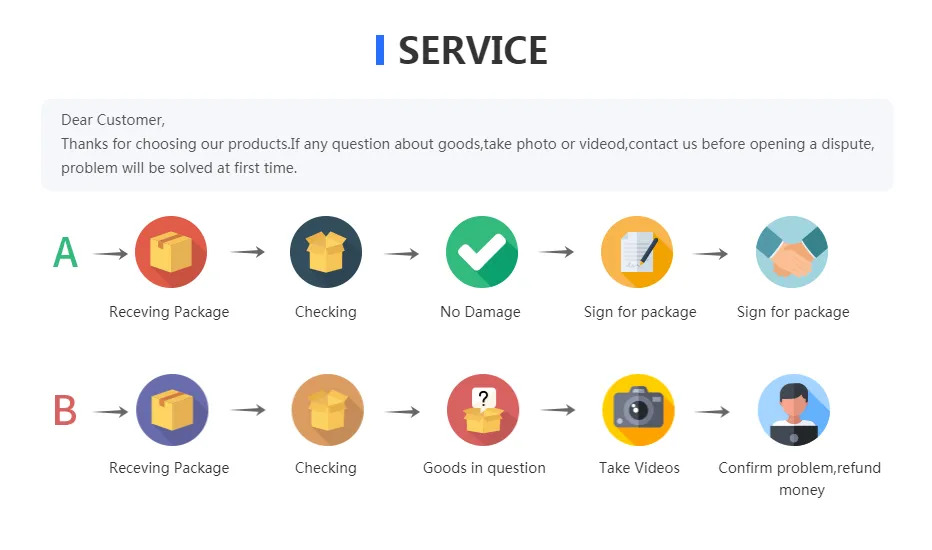 SERVICE
Dear Customer,
Thanks for choosing our products.If any question about goods,take photo or videod,contact us before opening a dispute,
problem will be solved at first time.
A
Receving Package
Checking
No Damage
Sign for package
Sign for package
B
?
Receving Package
Checking
Goods in question
Take Videos
Confirm problem,refund
money